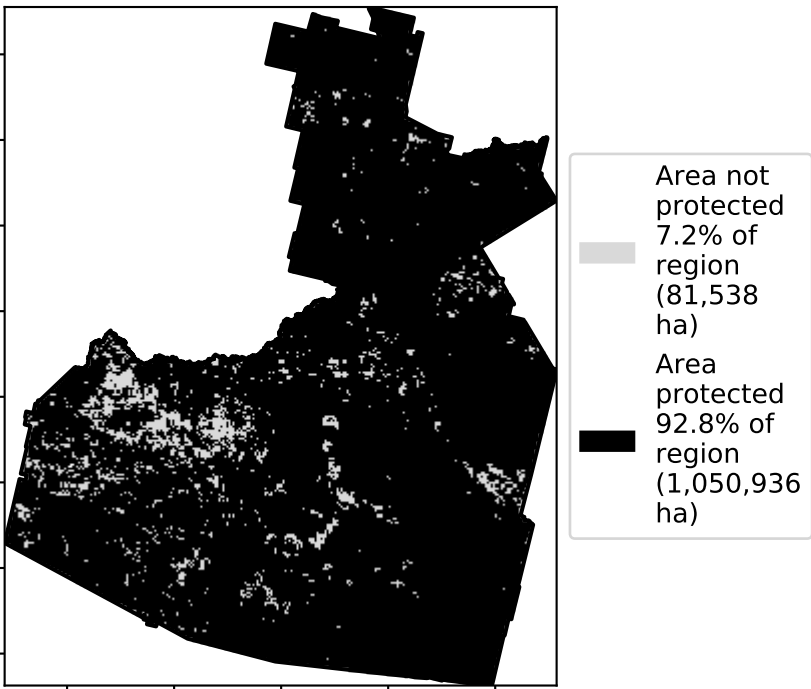 Area not
protected
7.2% of
region
(81,538
ha)
Area
protected
92.8% of
region
(1,050,936
ha)